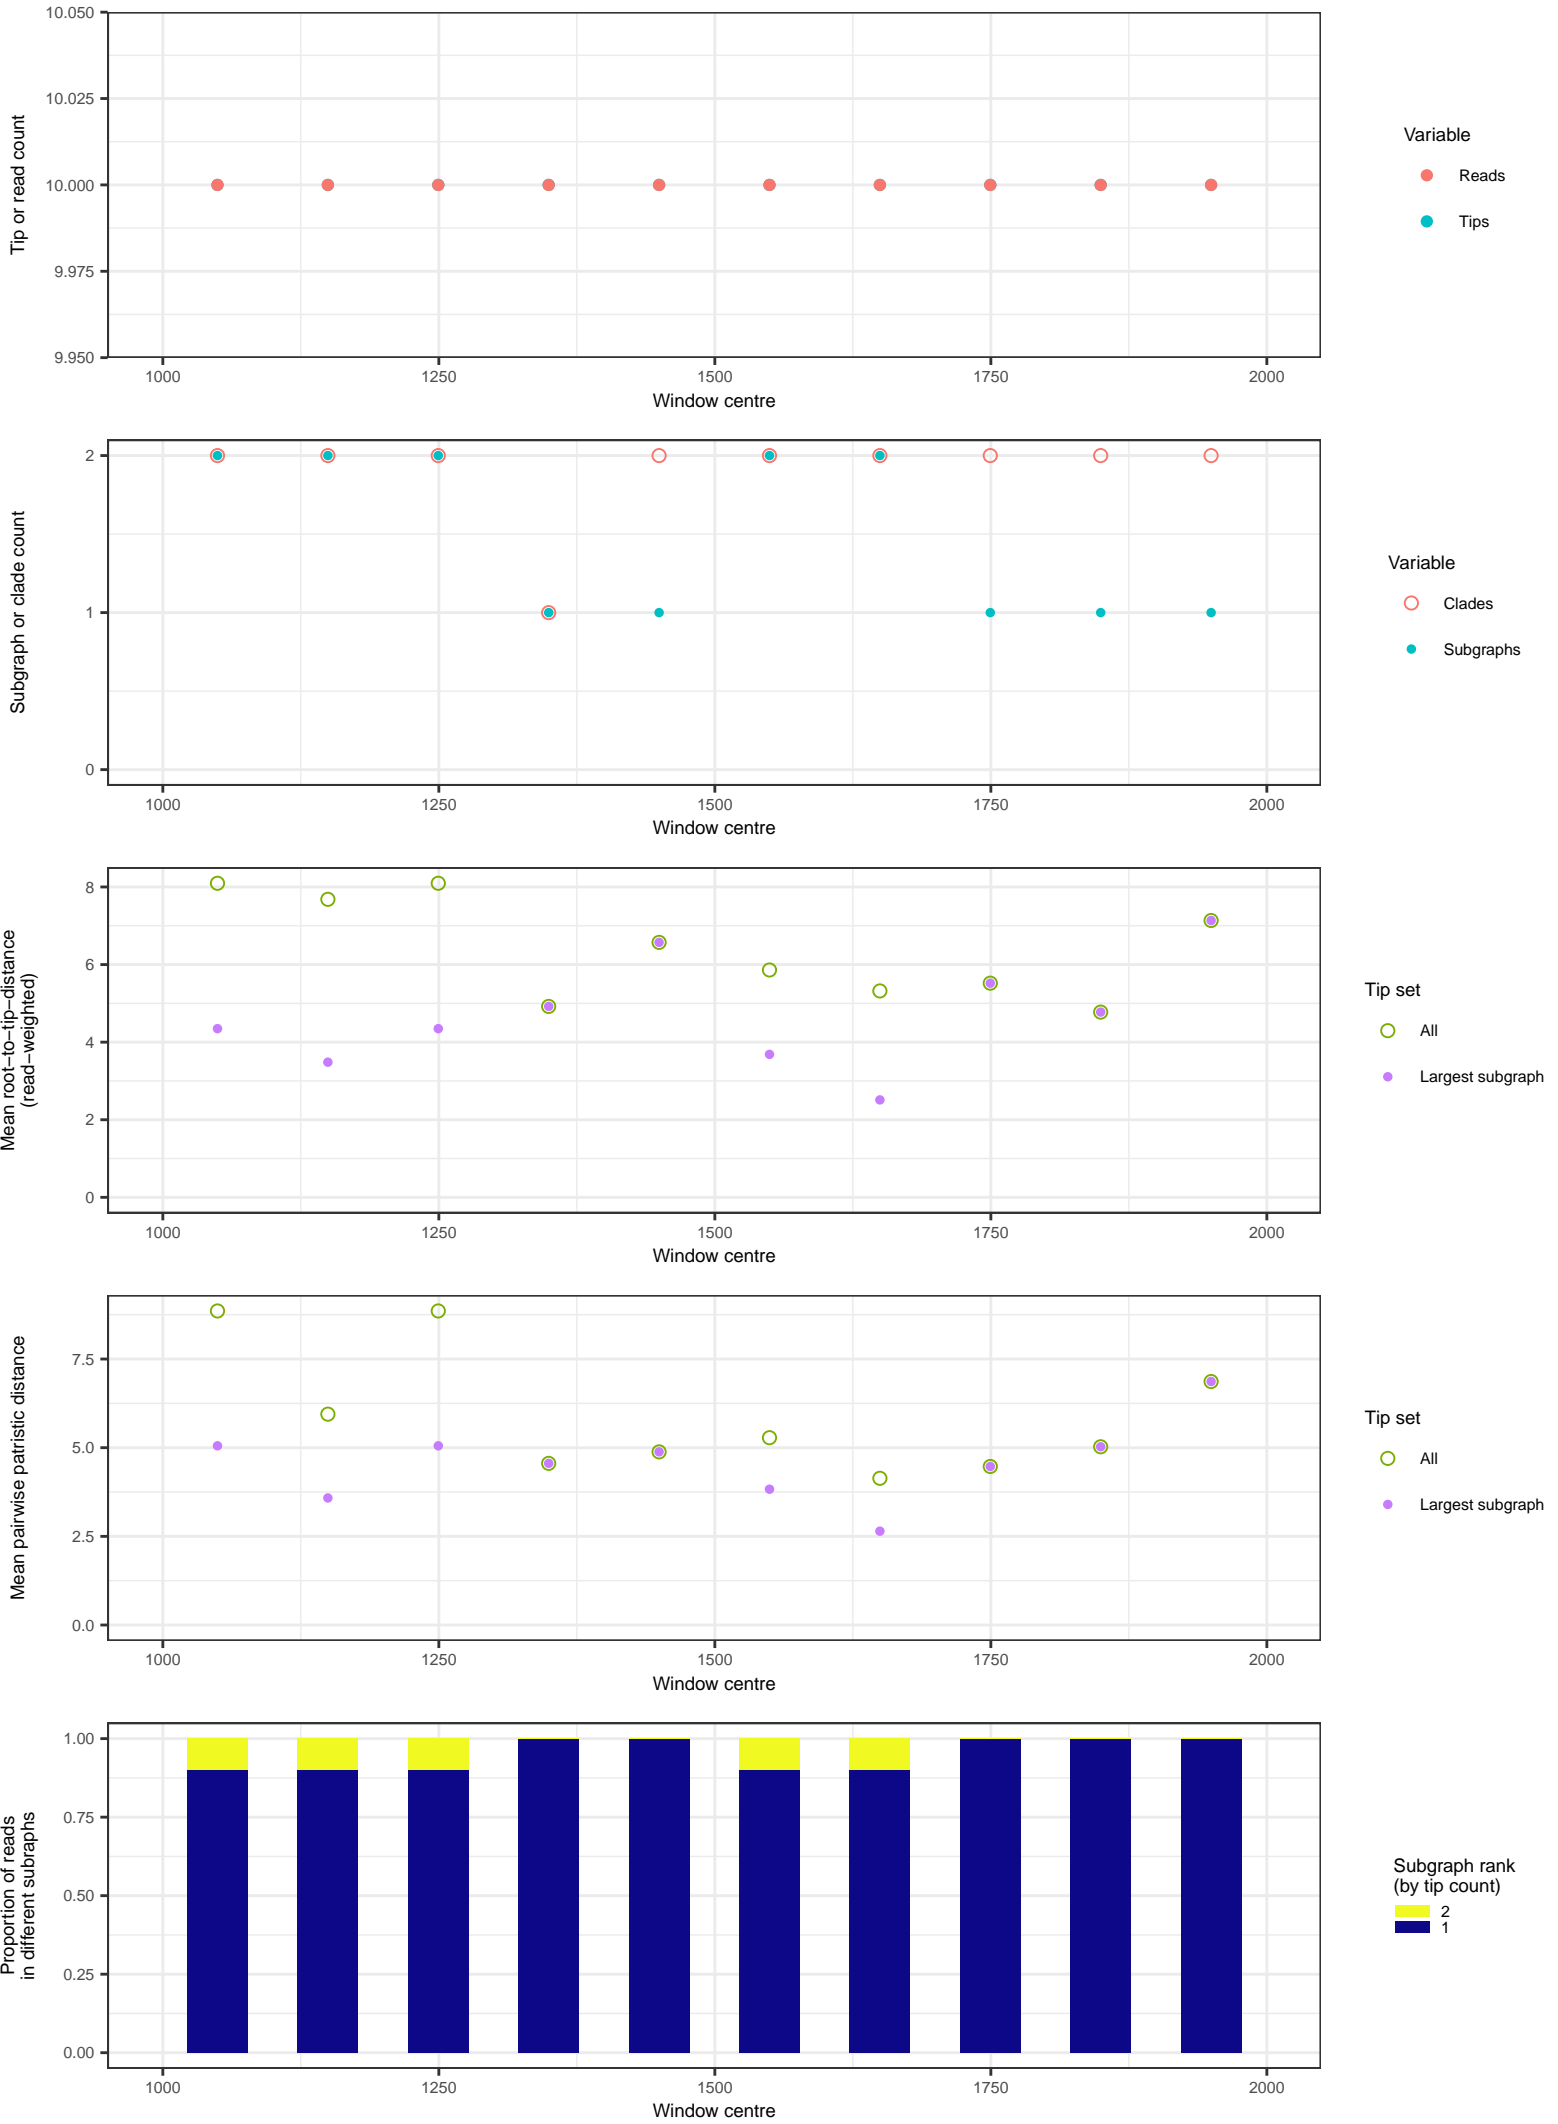 10.050
10.025
10.000
9.975
9.950
Tip or read count
1000 1250 1500 1750 2000
Window centre
Variable
Reads
Tips
2
1
0
Subgraph or clade count
1000 1250 1500 1750 2000
Window centre
Variable
Clades
Subgraphs
8
6
4
2
0
Mean root−to−tip−distance
(read−weighted)
1000 1250 1500 1750 2000
Window centre
Tip set
All
Largest subgraph
7.5
5.0
2.5
0.0
Mean pairwise patristic distance
1000 1250 1500 1750 2000
Window centre
Tip set
All
Largest subgraph
1.00
0.75
0.50
0.25
0.00
Proportion of reads
in different subraphs
1000 1250 1500 1750 2000
Window centre
Subgraph rank
(by tip count)
2
1